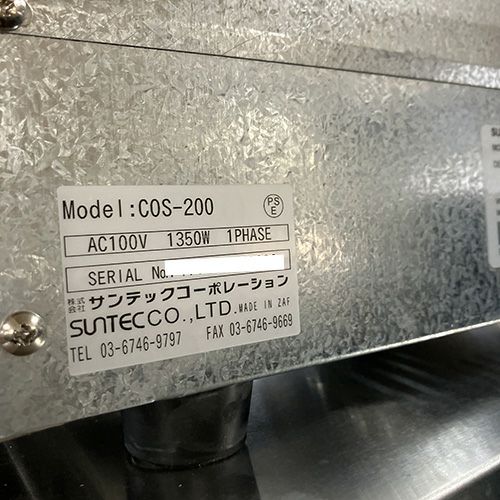 Model:COS-200
PS
E
AC100V 1350W 1PHASE
SERIAL No.
株式
会社 サンテックコーポレーション
SUNTECCO.,LTD. MADE IN ZAF
TEL 03-6746-9797 FAX 03-6746-9669